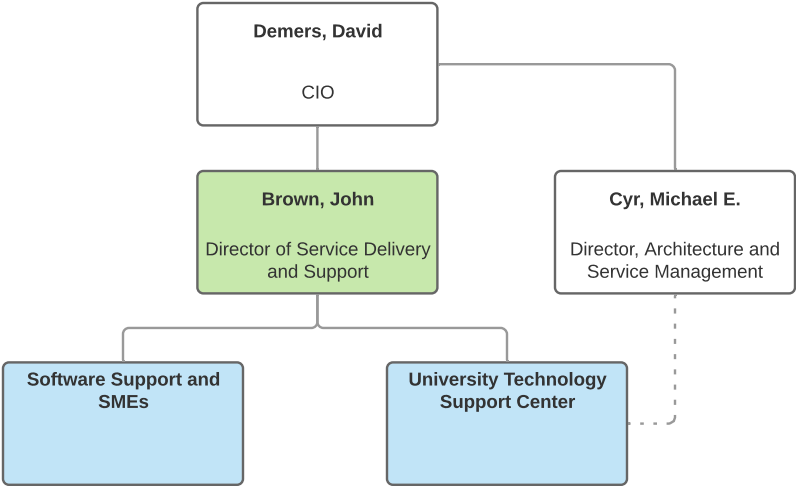 Demers, David
CIO
Brown, John
Director of Service Delivery
and Support
Cyr, Michael E.
Director, Architecture and
Service Management
Software Support and
SMEs
University Technology
Support Center